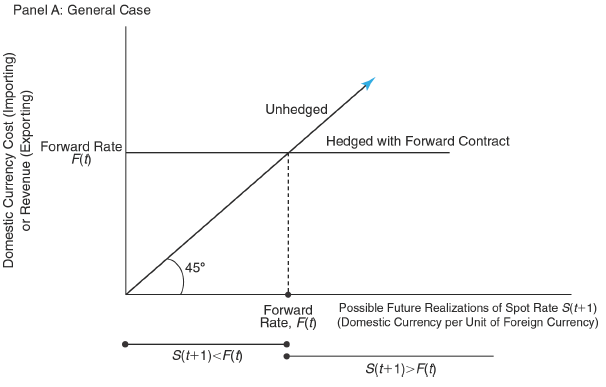 Panel A: General Case
Domestic Currency Cost (Importing)
or Revenue (Exporting)
Unhedged
Forward Rate
F(t)
Hedged with Forward Contract
45°
Forward
Rate, F(t)
Possible Future Realizations of Spot Rate S(t+1)
(Domestic Currency per Unit of Foreign Currency)
S(t+1)<F(t)
S(t+1)>F(t)